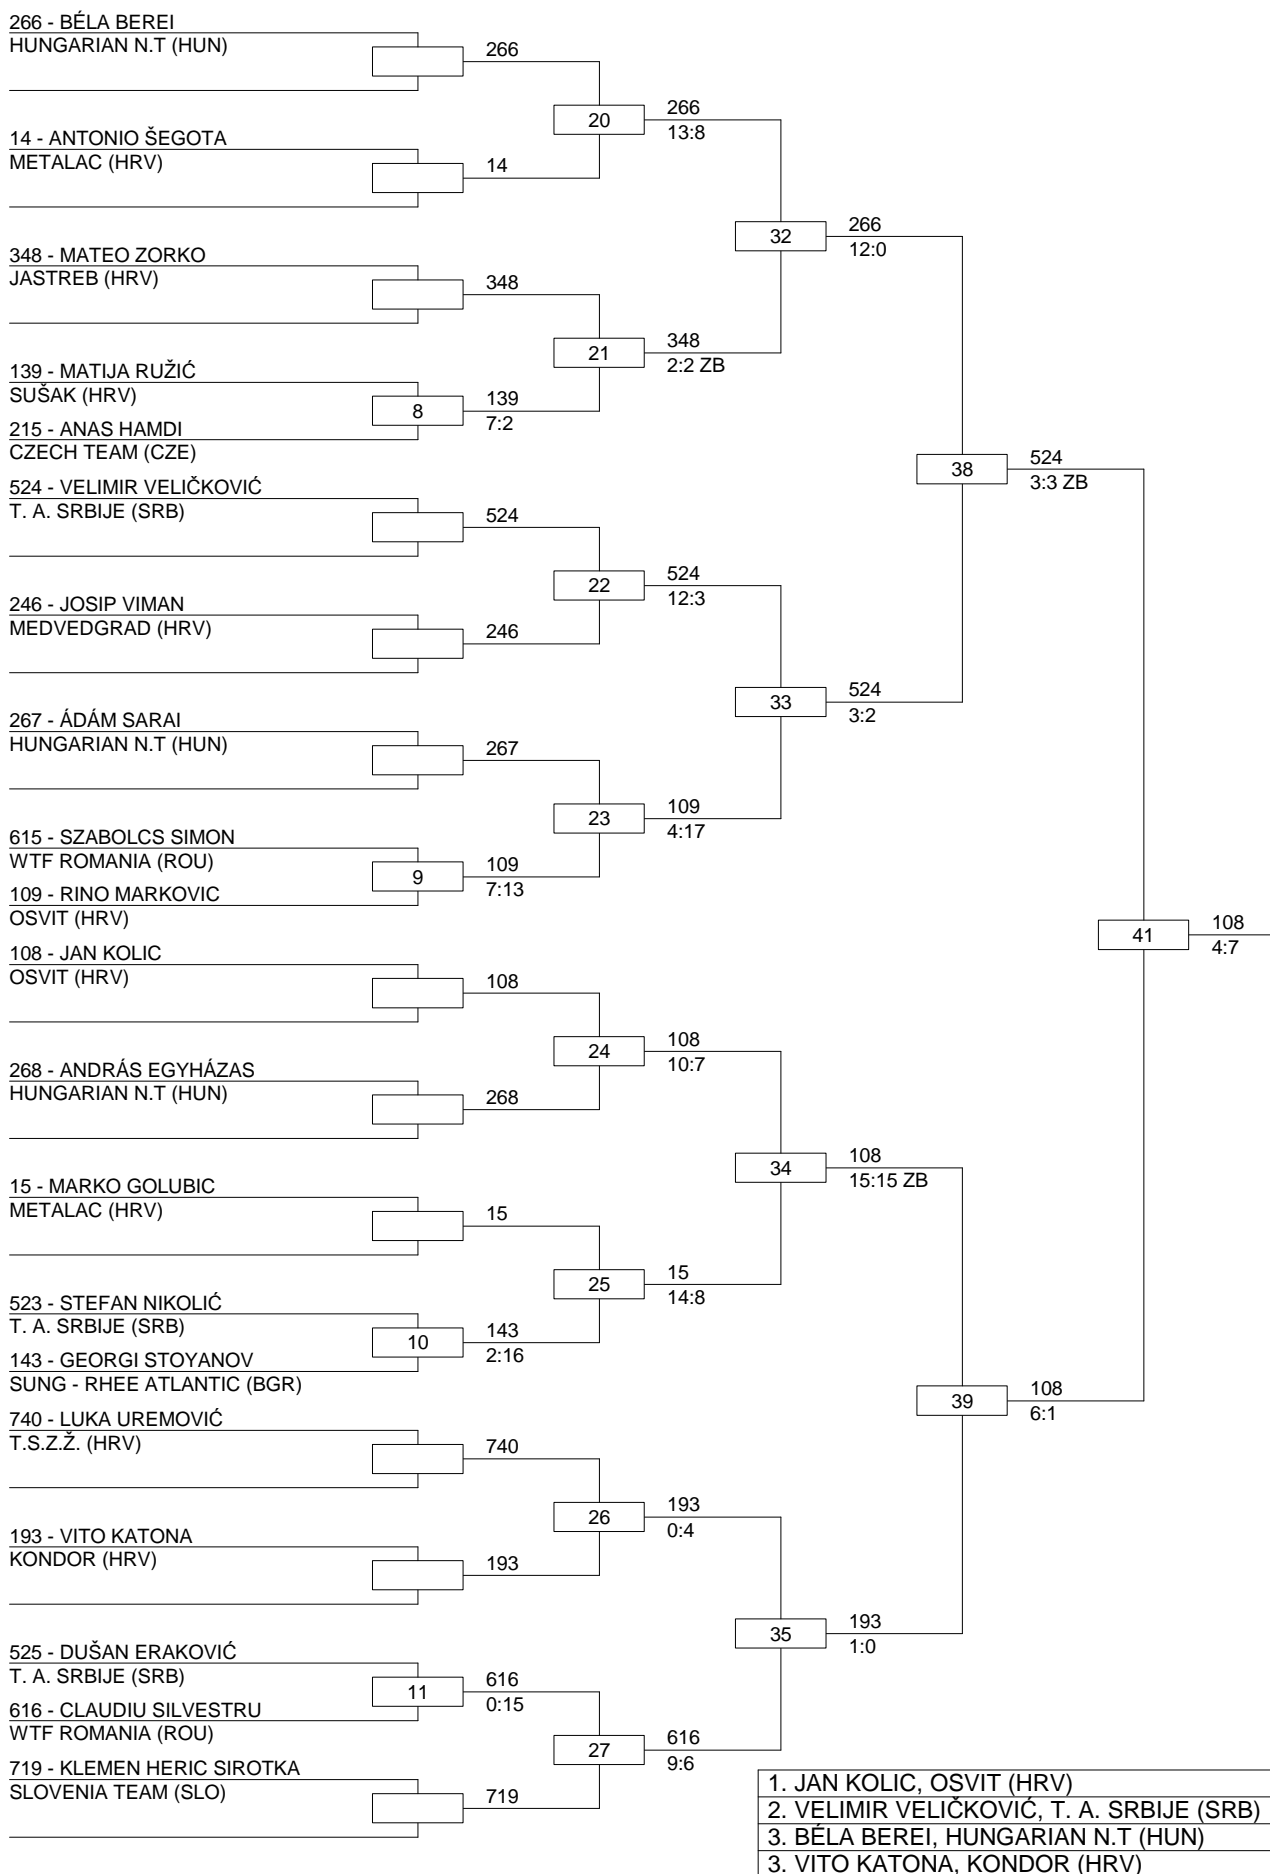 266 - BÉLA BEREI
HUNGARIAN N.T (HUN)
266
20
266
13:8
14 - ANTONIO ŠEGOTA
METALAC (HRV)
14
32
266
12:0
348 - MATEO ZORKO
JASTREB (HRV)
348
21
348
2:2 ZB
139 - MATIJA RUŽIĆ
SUŠAK (HRV)
8
139
7:2
215 - ANAS HAMDI
CZECH TEAM (CZE)
38
524
3:3 ZB
524 - VELIMIR VELIČKOVIĆ
T. A. SRBIJE (SRB)
524
22
524
12:3
246 - JOSIP VIMAN
MEDVEDGRAD (HRV)
246
33
524
3:2
267 - ÁDÁM SARAI
HUNGARIAN N.T (HUN)
267
23
109
4:17
615 - SZABOLCS SIMON
WTF ROMANIA (ROU)
9
109
7:13
109 - RINO MARKOVIC
OSVIT (HRV)
41
108
4:7
108 - JAN KOLIC
OSVIT (HRV)
108
24
108
10:7
268 - ANDRÁS EGYHÁZAS
HUNGARIAN N.T (HUN)
268
34
108
15:15 ZB
15 - MARKO GOLUBIC
METALAC (HRV)
15
25
15
14:8
523 - STEFAN NIKOLIĆ
T. A. SRBIJE (SRB)
10
143
2:16
143 - GEORGI STOYANOV
SUNG - RHEE ATLANTIC (BGR)
39
108
6:1
740 - LUKA UREMOVIĆ
T.S.Z.Ž. (HRV)
740
26
193
0:4
193 - VITO KATONA
KONDOR (HRV)
193
35
193
1:0
525 - DUŠAN ERAKOVIĆ
T. A. SRBIJE (SRB)
11
616
0:15
616 - CLAUDIU SILVESTRU
WTF ROMANIA (ROU)
27
616
9:6
719 - KLEMEN HERIC SIROTKA
SLOVENIA TEAM (SLO)
719
1. JAN KOLIC, OSVIT (HRV)
2. VELIMIR VELIČKOVIĆ, T. A. SRBIJE (SRB)
3. BÉLA BEREI, HUNGARIAN N.T (HUN)
3. VITO KATONA, KONDOR (HRV)